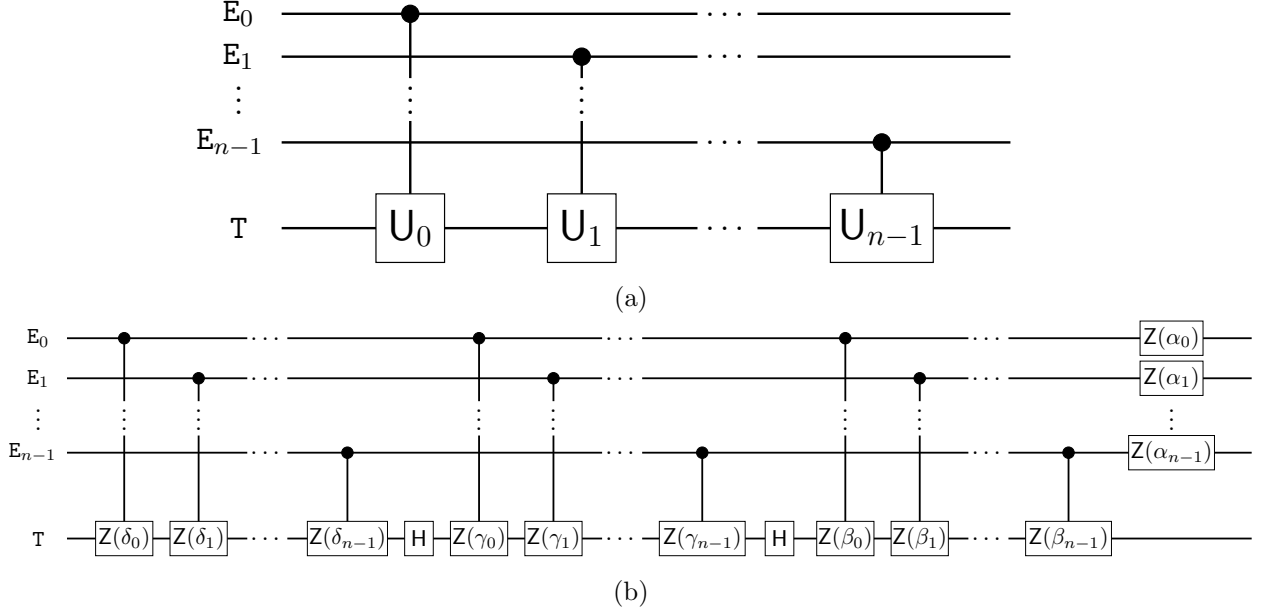 E₀ ⋯
E₁ ⋯
⋮ ⋮ ⋮
Eₙ₋₁ ⋯
T U₀ U₁ ⋯ Uₙ₋₁
(a)
E₀ ⋯ ⋯ ⋯ Z(α₀)
E₁ ⋯ ⋯ ⋯ Z(α₁)
⋮ ⋮ ⋮ ⋮ ⋮ ⋮ ⋮ ⋮
Eₙ₋₁ ⋯ ⋯ ⋯ Z(αₙ₋₁)
T Z(δ₀) Z(δ₁) ⋯ Z(δₙ₋₁) H Z(γ₀) Z(γ₁) ⋯ Z(γₙ₋₁) H Z(β₀) Z(β₁) ⋯ Z(βₙ₋₁)
(b)